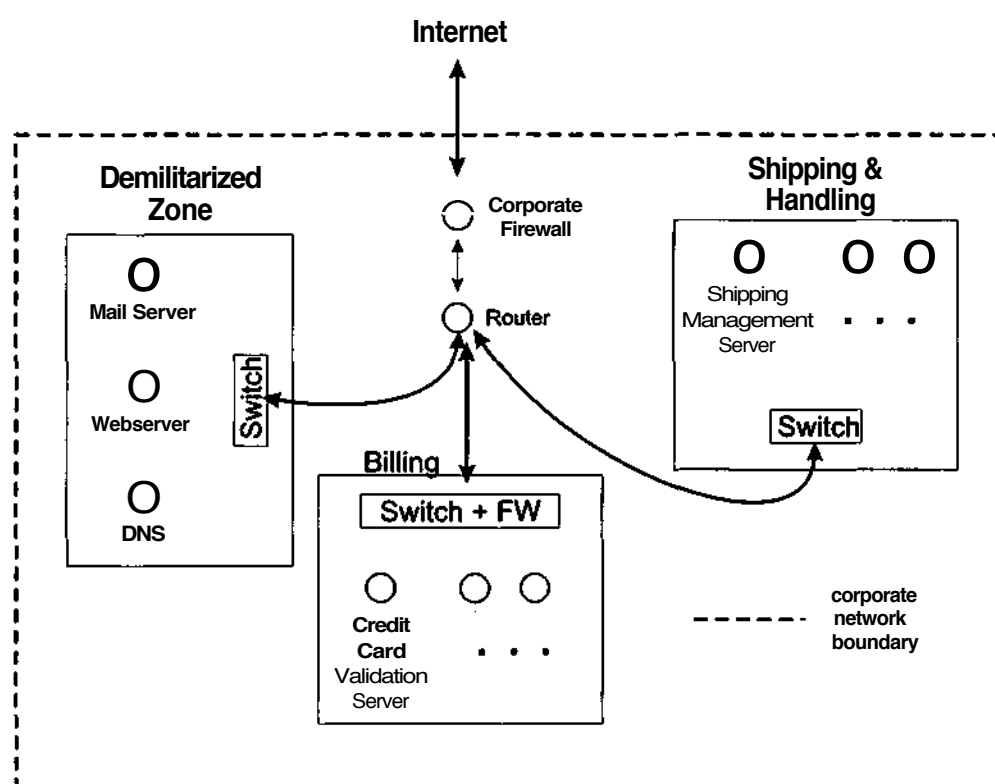 Internet
Demilitarized
Zone
Corporate
Firewall
Shipping &
Handling
Mail Server
Router
Shipping
Management
Server
. . .
Webserver
Switch
Switch
DNS
Billing
Switch + FW
Credit
Card
Validation
Server
. . .
corporate
network
boundary